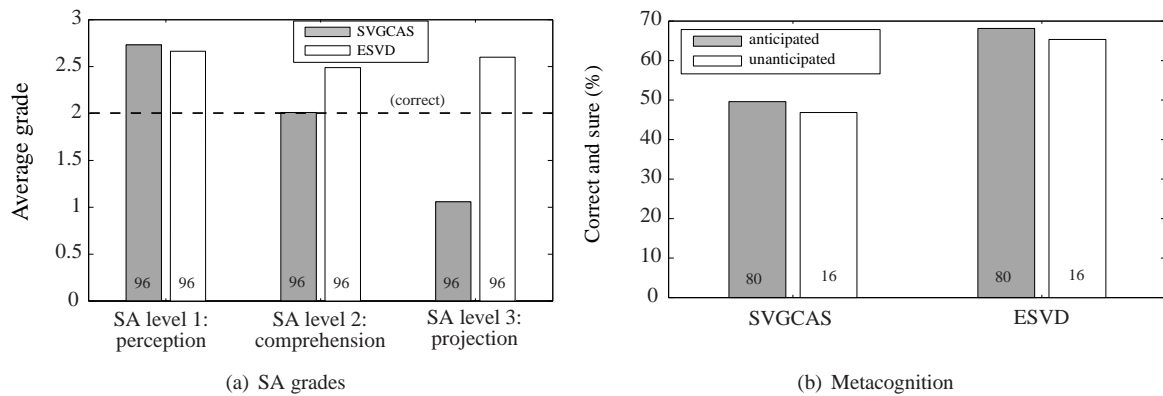 3
2.5
2
1.5
1
0.5
0
Average grade
SVGCAS
ESVD
(correct)
96
96
96
96
96
96
SA level 1:
perception
SA level 2:
comprehension
SA level 3:
projection
(a) SA grades
70
60
50
40
30
20
10
0
Correct and sure (%)
anticipated
unanticipated
80
16
80
16
SVGCAS
ESVD
(b) Metacognition